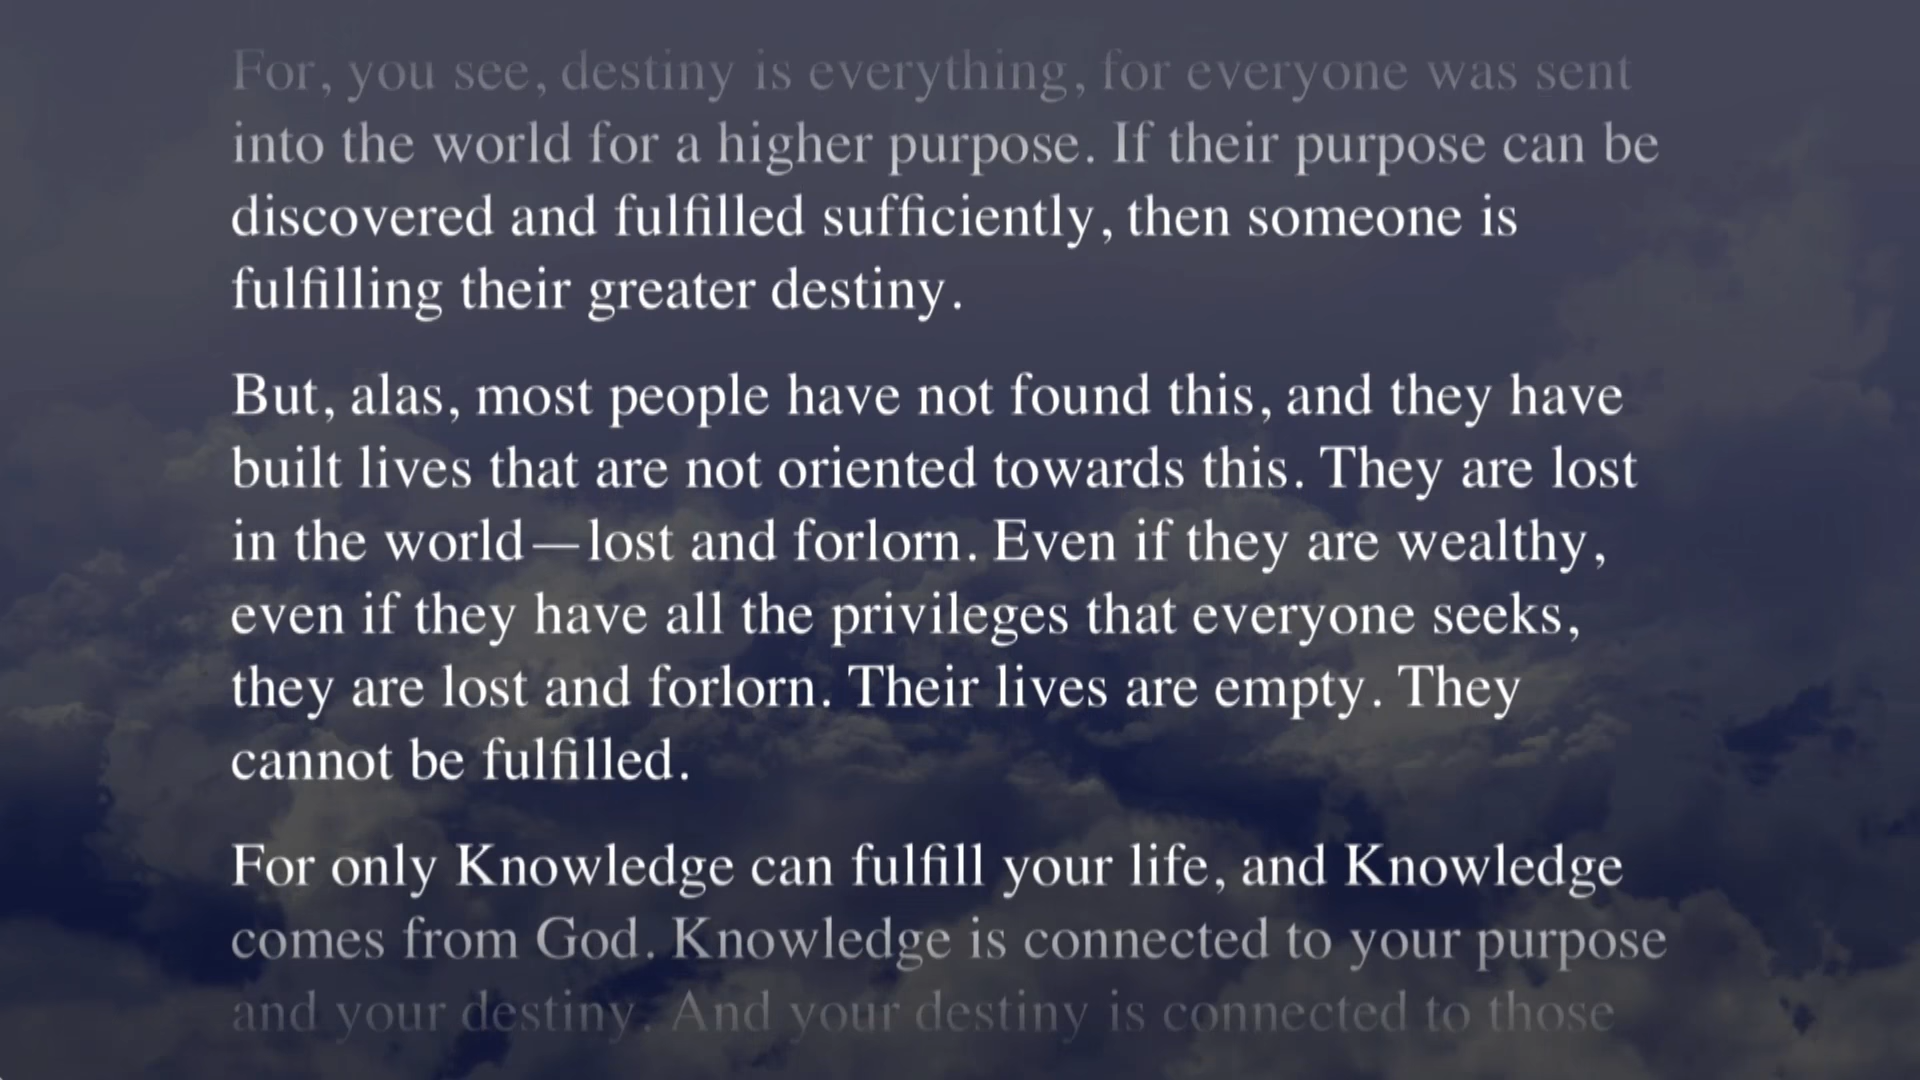 For, you see, destiny is everything, for everyone was sent
into the world for a higher purpose. If their purpose can be
discovered and fulfilled sufficiently, then someone is
fulfilling their greater destiny.
But, alas, most people have not found this, and they have
built lives that are not oriented towards this. They are lost
in the world—lost and forlorn. Even if they are wealthy,
even if they have all the privileges that everyone seeks,
they are lost and forlorn. Their lives are empty. They
cannot be fulfilled.
For only Knowledge can fulfill your life, and Knowledge
comes from God. Knowledge is connected to your purpose
and your destiny. And your destiny is connected to those